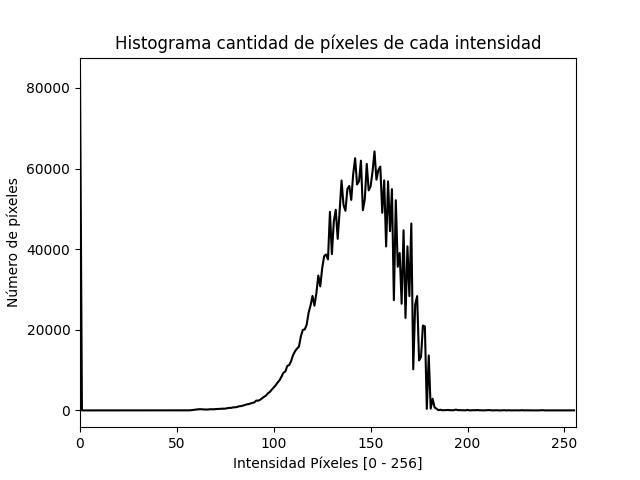 Histograma cantidad de píxeles de cada intensidad
80000
60000
40000
20000
0
Número de píxeles
0 50 100 150 200 250
Intensidad Píxeles [0 - 256]